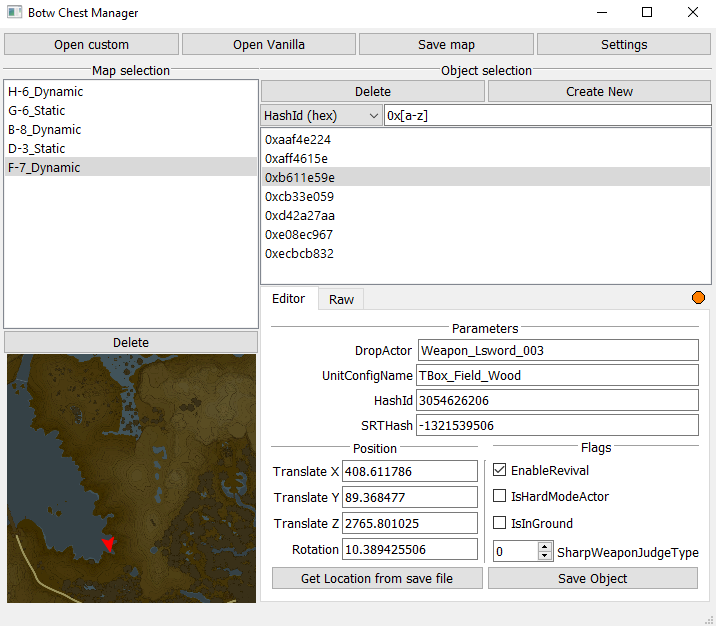 Botw Chest Manager
Open custom
Open Vanilla
Save map
Settings
Map selection
H-6_Dynamic
G-6_Static
B-8_Dynamic
D-3_Static
F-7_Dynamic
Delete
Object selection
Delete
Create New
HashId (hex)
0x[a-z]
0xaaf4e224
0xaff4615e
0xb611e59e
0xcb33e059
0xd42a27aa
0xe08ec967
0xecbcb832
Editor
Raw
Parameters
DropActor
Weapon_Lsword_003
UnitConfigName
TBox_Field_Wood
HashId
3054626206
SRTHash
-1321539506
Position
Translate X
408.611786
Translate Y
89.368477
Translate Z
2765.801025
Rotation
10.389425506
Get Location from save file
Flags
EnableRevival
IsHardModeActor
IsInGround
0
SharpWeaponJudgeType
Save Object